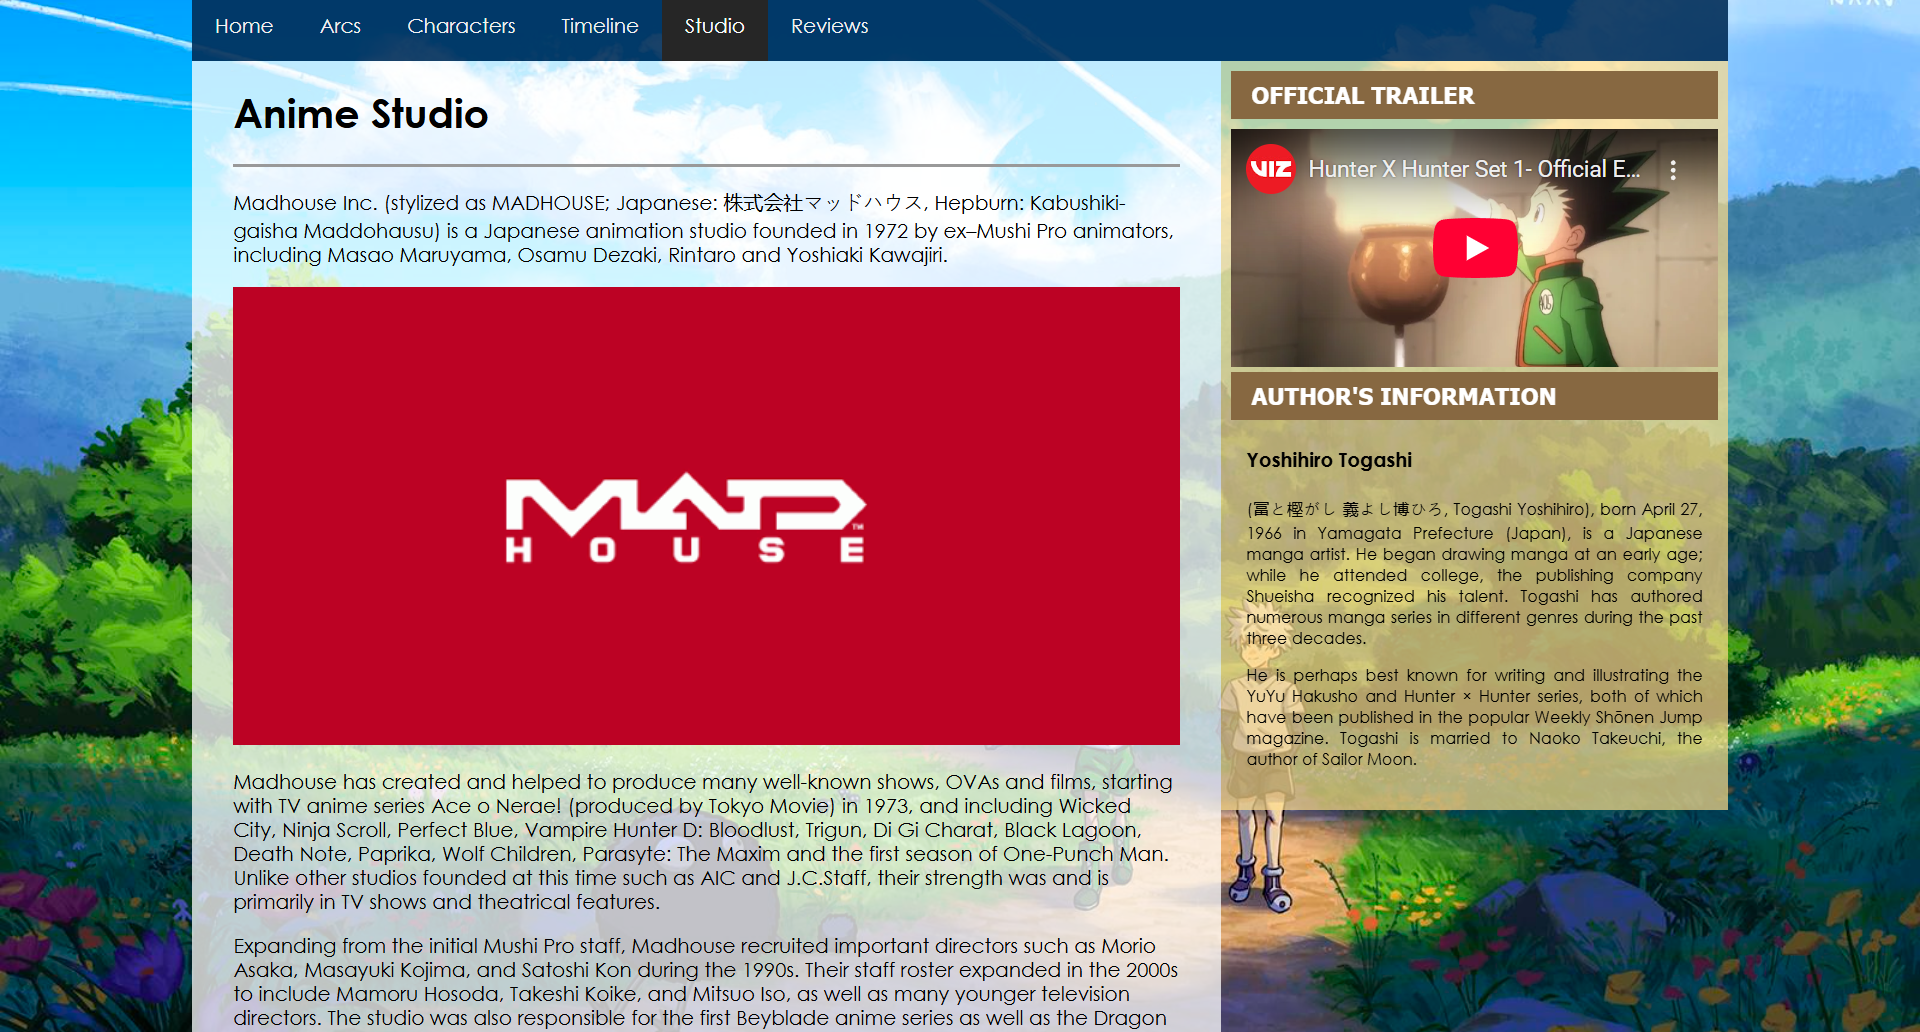 Home Arcs Characters Timeline Studio Reviews
Anime Studio
Madhouse Inc. (stylized as MADHOUSE; Japanese: 株式会社マッドハウス, Hepburn: Kabushiki-
gaisha Maddohausu) is a Japanese animation studio founded in 1972 by ex–Mushi Pro animators,
including Masao Maruyama, Osamu Dezaki, Rintaro and Yoshiaki Kawajiri.
MAD
HOUSE
™
Madhouse has created and helped to produce many well-known shows, OVAs and films, starting
with TV anime series Ace o Nerae! (produced by Tokyo Movie) in 1973, and including Wicked
City, Ninja Scroll, Perfect Blue, Vampire Hunter D: Bloodlust, Trigun, Di Gi Charat, Black Lagoon,
Death Note, Paprika, Wolf Children, Parasyte: The Maxim and the first season of One-Punch Man.
Unlike other studios founded at this time such as AIC and J.C.Staff, their strength was and is
primarily in TV shows and theatrical features.
Expanding from the initial Mushi Pro staff, Madhouse recruited important directors such as Morio
Asaka, Masayuki Kojima, and Satoshi Kon during the 1990s. Their staff roster expanded in the 2000s
to include Mamoru Hosoda, Takeshi Koike, and Mitsuo Iso, as well as many younger television
directors. The studio was also responsible for the first Beyblade anime series as well as the Dragon
OFFICIAL TRAILER
VIZ
Hunter X Hunter Set 1- Official E...
A05
AUTHOR'S INFORMATION
Yoshihiro Togashi
(冨と樫がし 義よし博ひろ, Togashi Yoshihiro), born April 27,
1966 in Yamagata Prefecture (Japan), is a Japanese
manga artist. He began drawing manga at an early age;
while he attended college, the publishing company
Shueisha recognized his talent. Togashi has authored
numerous manga series in different genres during the past
three decades.
He is perhaps best known for writing and illustrating the
YuYu Hakusho and Hunter × Hunter series, both of which
have been published in the popular Weekly Shōnen Jump
magazine. Togashi is married to Naoko Takeuchi, the
author of Sailor Moon.